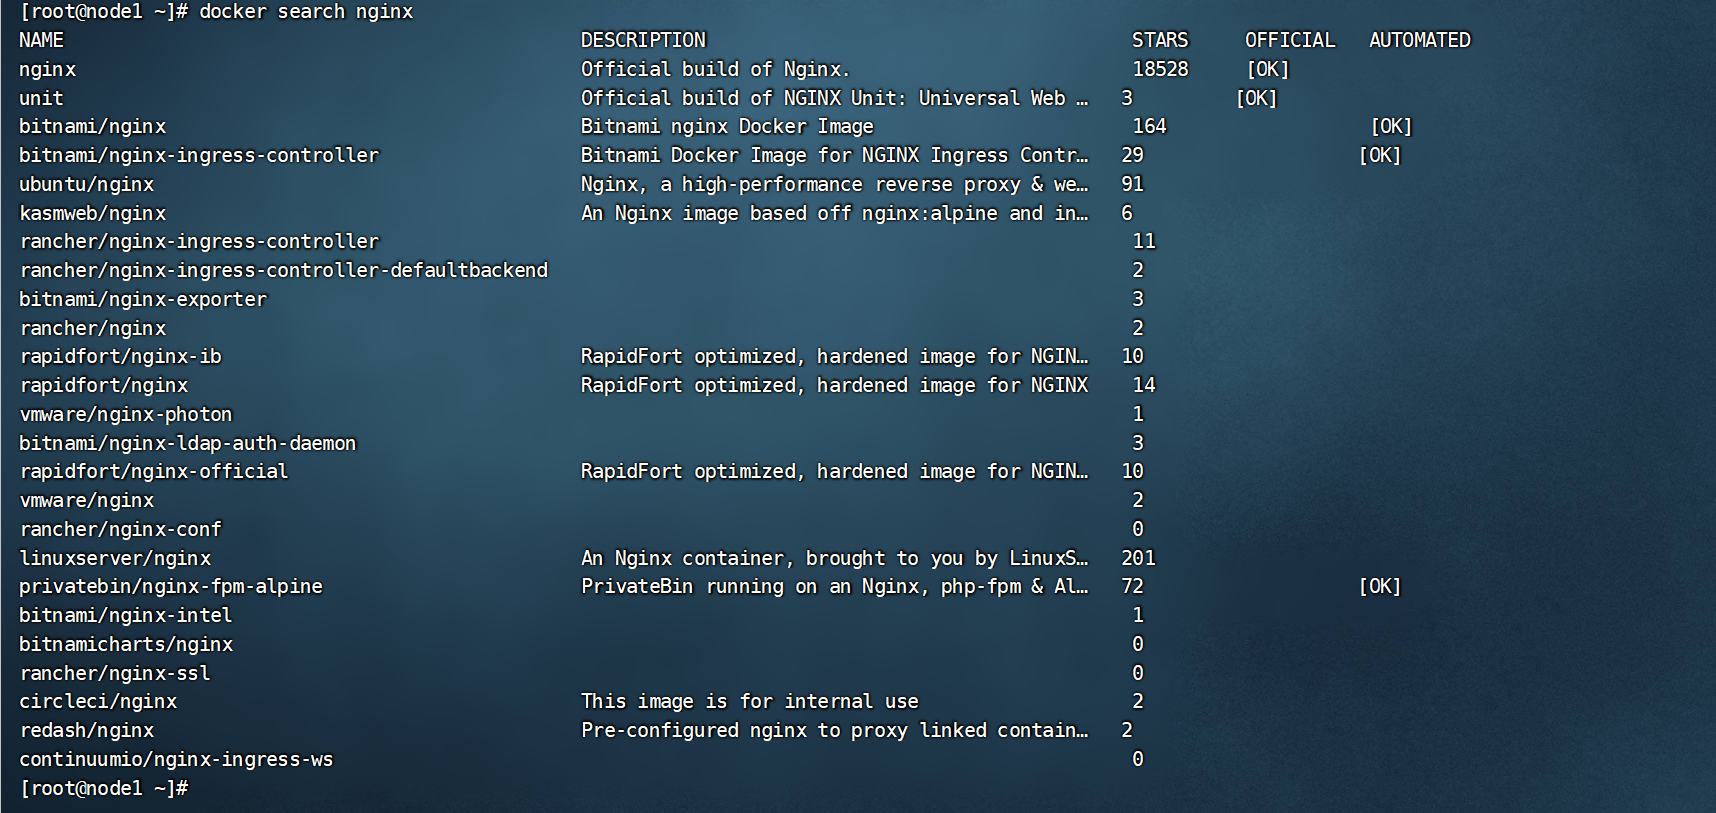 [root@node1 ~]# docker search nginx
NAME                                              DESCRIPTION                                     STARS     OFFICIAL   AUTOMATED
nginx                                             Official build of Nginx.                         18528     [OK]
unit                                              Official build of NGINX Unit: Universal Web …   3         [OK]
bitnami/nginx                                     Bitnami nginx Docker Image                       164                  [OK]
bitnami/nginx-ingress-controller                  Bitnami Docker Image for NGINX Ingress Contr…   29                   [OK]
ubuntu/nginx                                      Nginx, a high-performance reverse proxy & we…   91
kasmweb/nginx                                     An Nginx image based off nginx:alpine and in…   6
rancher/nginx-ingress-controller                                                                   11
rancher/nginx-ingress-controller-defaultbackend                                                    2
bitnami/nginx-exporter                                                                             3
rancher/nginx                                                                                      2
rapidfort/nginx-ib                                RapidFort optimized, hardened image for NGIN…   10
rapidfort/nginx                                   RapidFort optimized, hardened image for NGINX    14
vmware/nginx-photon                                                                                1
bitnami/nginx-ldap-auth-daemon                                                                     3
rapidfort/nginx-official                          RapidFort optimized, hardened image for NGIN…   10
vmware/nginx                                                                                       2
rancher/nginx-conf                                                                                 0
linuxserver/nginx                                 An Nginx container, brought to you by LinuxS…   201
privatebin/nginx-fpm-alpine                       PrivateBin running on an Nginx, php-fpm & Al…   72                   [OK]
bitnami/nginx-intel                                                                                1
bitnamicharts/nginx                                                                                0
rancher/nginx-ssl                                                                                  0
circleci/nginx                                    This image is for internal use                   2
redash/nginx                                      Pre-configured nginx to proxy linked contain…   2
continuumio/nginx-ingress-ws                                                                       0
[root@node1 ~]#